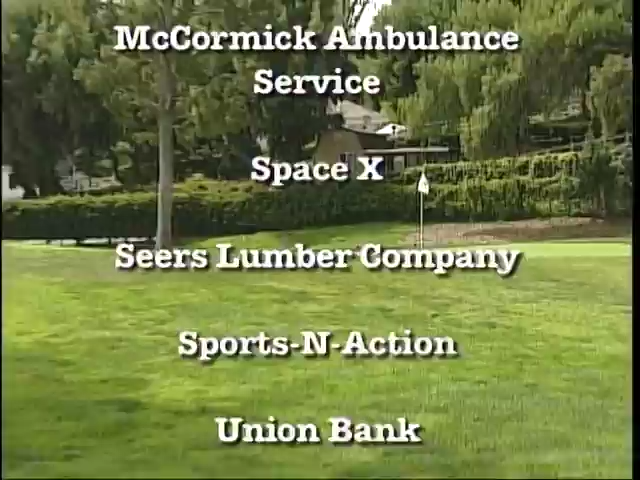 McCormick Ambulance
Service
Space X
Seers Lumber Company
Sports-N-Action
Union Bank